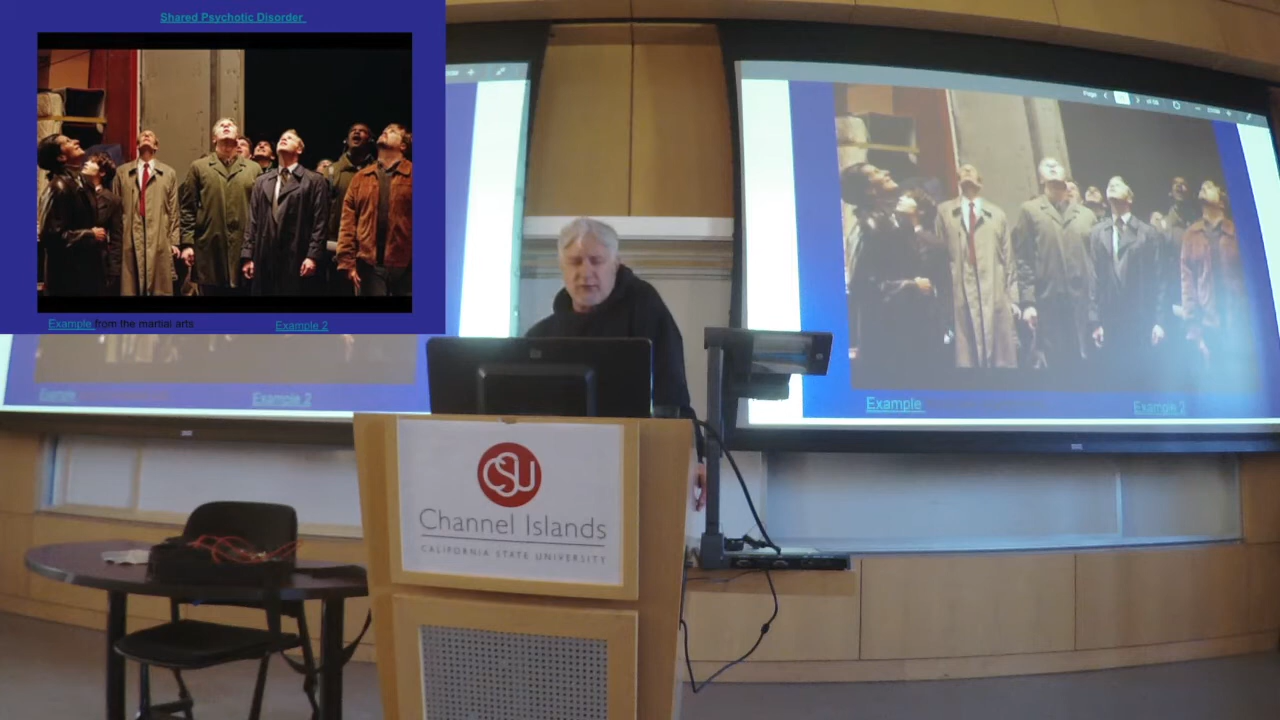 Shared Psychotic Disorder
Example from the martial arts
Example 2
Page
Example
Example 2
Example
Example 2
CSU
Channel Islands
CALIFORNIA STATE UNIVERSITY